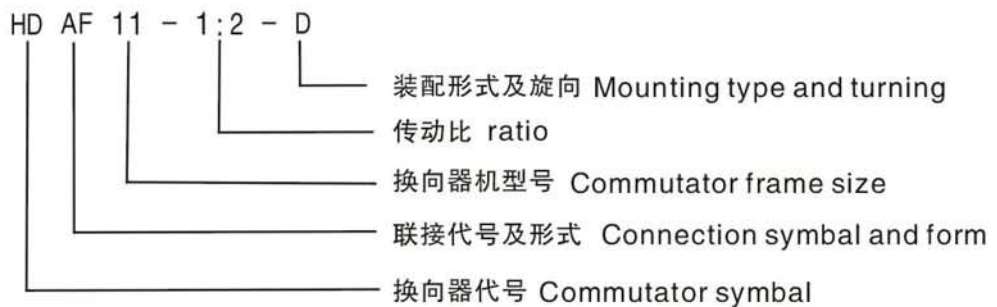 HD AF 11 - 1:2 - D
装配形式及旋向 Mounting type and turning
传动比 ratio
换向器机型号 Commutator frame size
联接代号及形式 Connection symbal and form
换向器代号 Commutator symbal